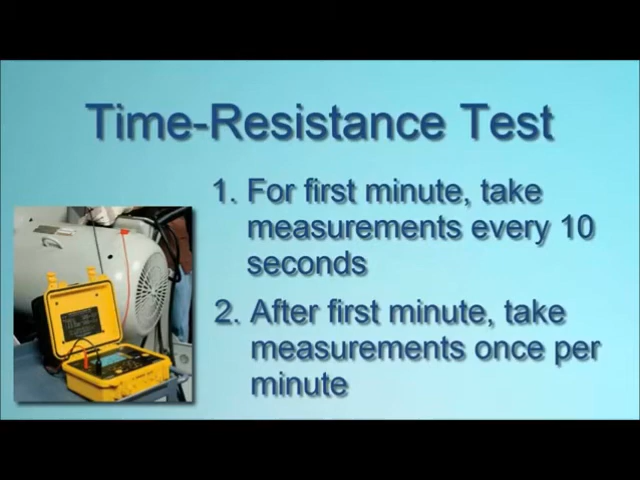 Time-Resistance Test
1. For first minute, take
measurements every 10
seconds
2. After first minute, take
measurements once per
minute